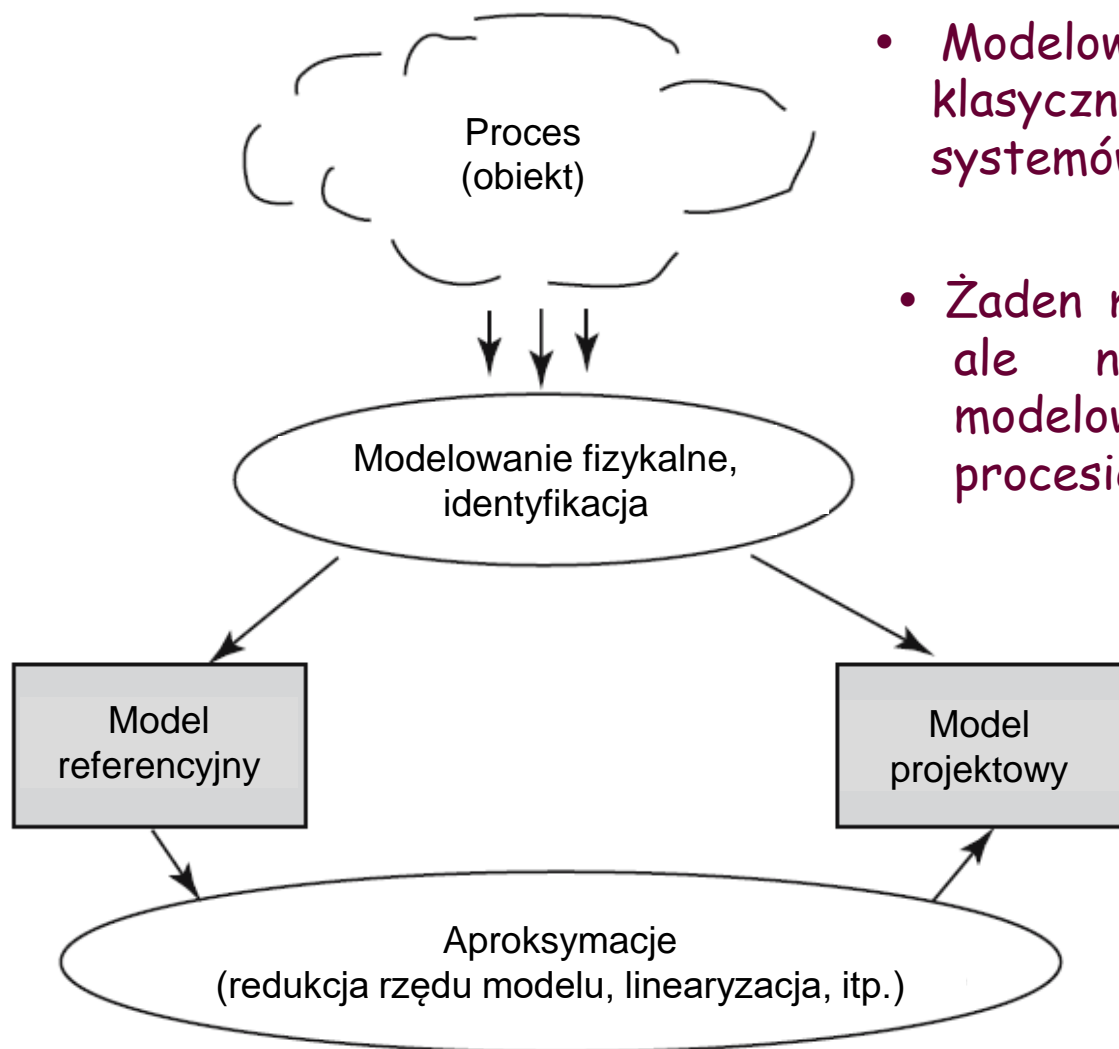 Proces
(obiekt)
Modelowanie fizykalne,
identyfikacja
Model
referencyjny
Model
projektowy
Aproksymacje
(redukcja rzędu modelu, linearyzacja, itp.)
•
•
Żaden
ale